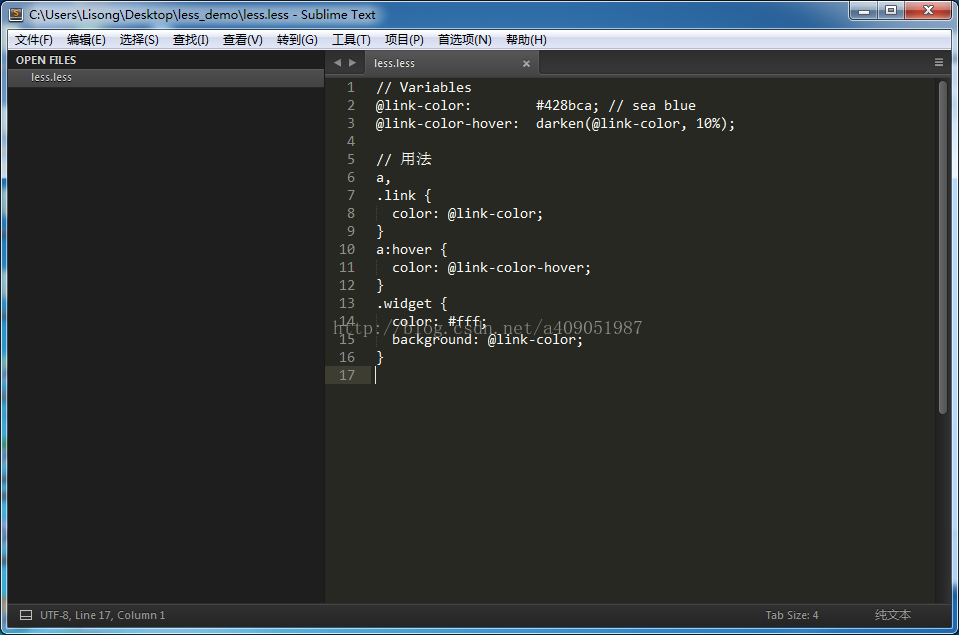 C:\Users\Lisong\Desktop\less_demo\less.less - Sublime Text
文件(F) 编辑(E) 选择(S) 查找(I) 查看(V) 转到(G) 工具(T) 项目(P) 首选项(N) 帮助(H)
OPEN FILES
less.less
less.less
1 // Variables
2 @link-color:        #428bca; // sea blue
3 @link-color-hover:  darken(@link-color, 10%);
4
5 // 用法
6 a,
7 .link {
8   color: @link-color;
9 }
10 a:hover {
11   color: @link-color-hover;
12 }
13 .widget {
14   color: #fff;
http://blog.csdn.net/a409051987
15   background: @link-color;
16 }
17
UTF-8, Line 17, Column 1
Tab Size: 4
纯文本